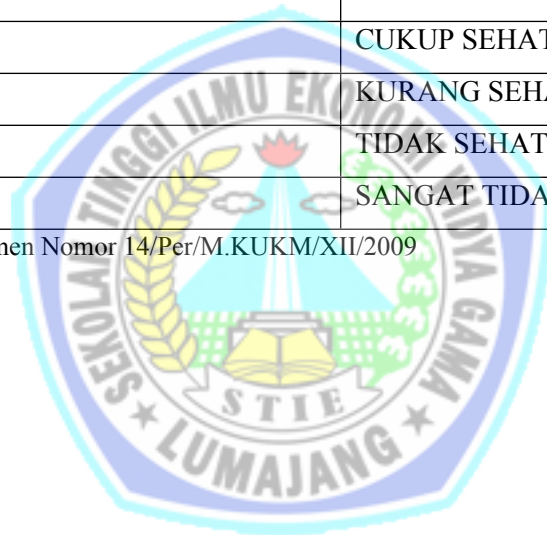 CUKUP SEHAT
KURANG SEHA
TIDAK SEHAT
SANGAT TIDA
men Nomor 14/Per/M.KUKM/XII/2009
SEKOLAH TINGGI ILMU EKONOMI WIDYA GAMA
STIE
LUMAJANG